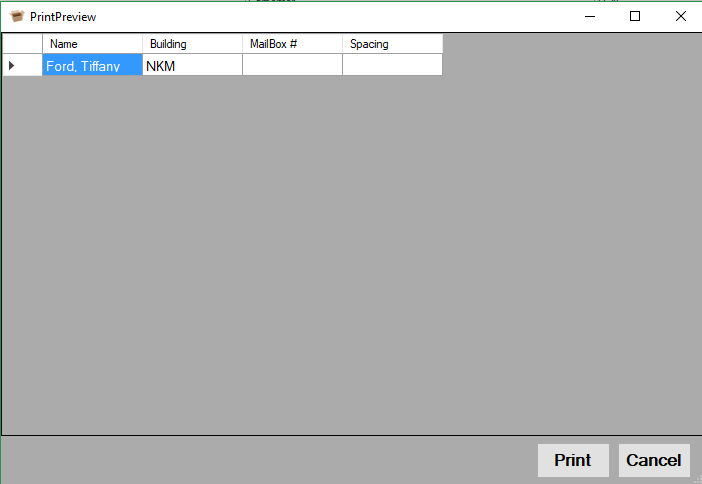 PrintPreview
Name Building MailBox # Spacing
Ford, Tiffany NKM
Print Cancel